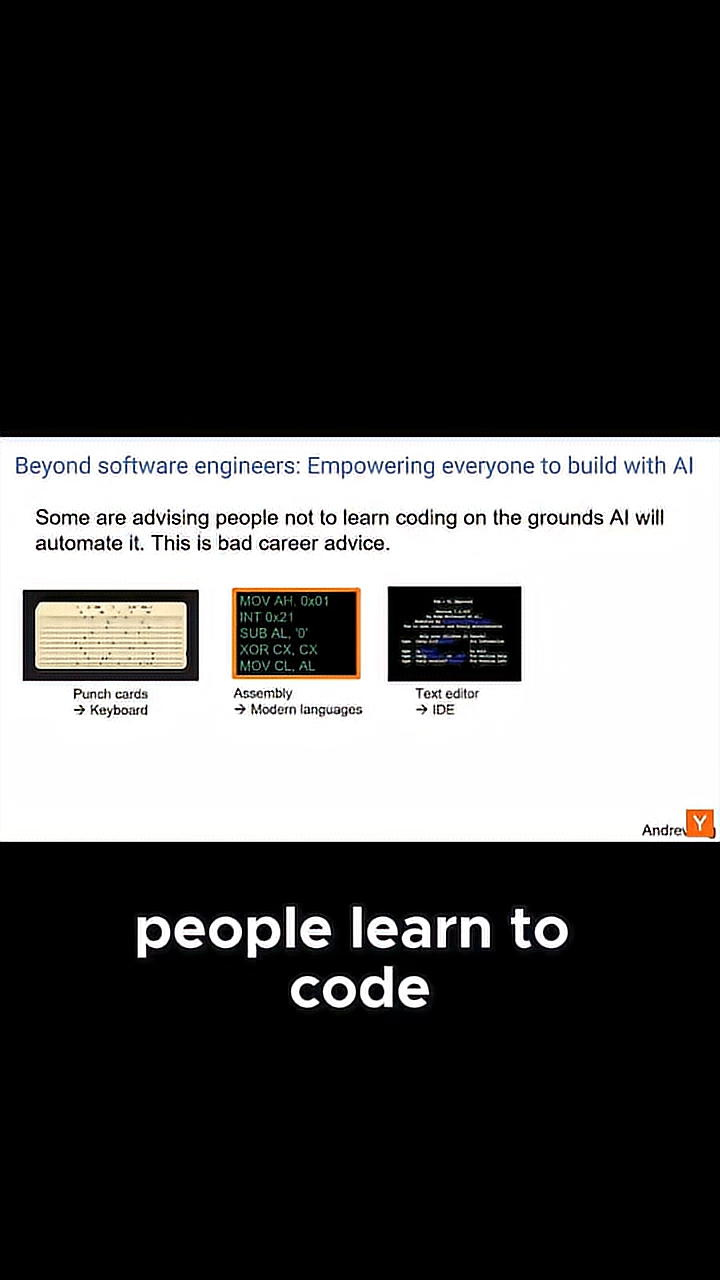 Beyond software engineers: Empowering everyone to build with AI
Some are advising people not to learn coding on the grounds AI will
automate it. This is bad career advice.
MOV AH, 0x01
INT 0x21
SUB AL, '0'
XOR CX, CX
MOV CL, AL
Punch cards
→ Keyboard
Assembly
→ Modern languages
Text editor
→ IDE
Y
people learn to
code